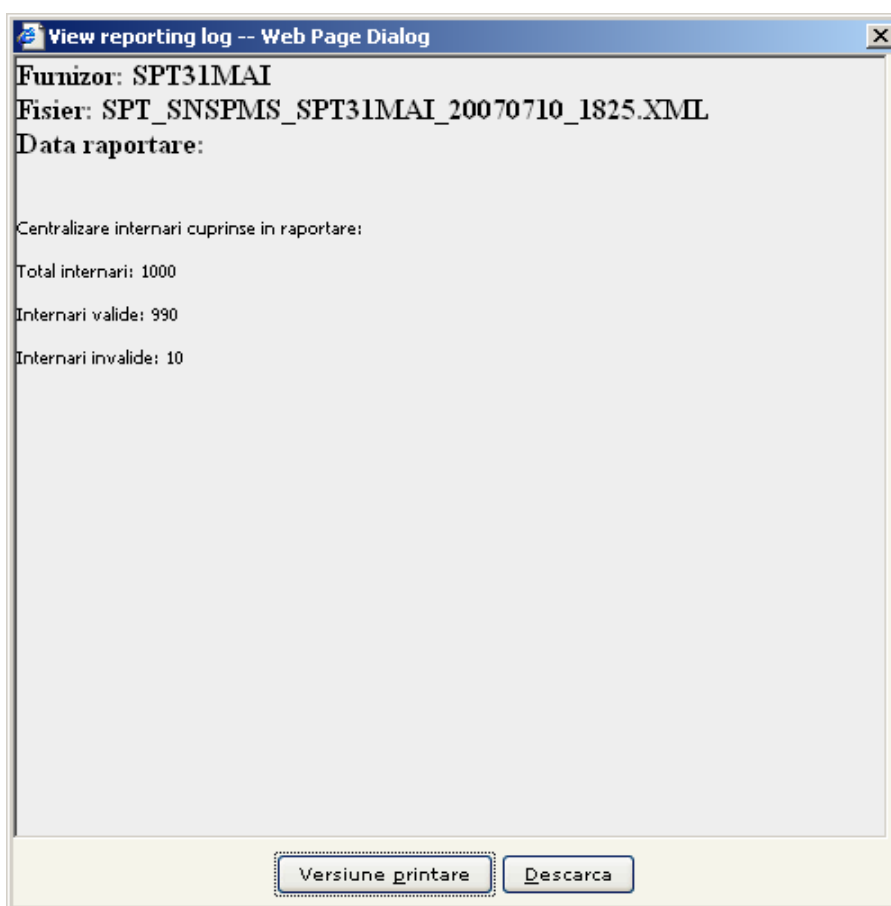 View reporting log -- Web Page Dialog
Furnizor: SPT31MAI
Fisier: SPT_SNSPMS_SPT31MAI_20070710_1825.XML
Data raportare:
Centralizare internari cuprinse in raportare:
Total internari: 1000
Internari valide: 990
Internari invalide: 10
Versiune printare Descarca